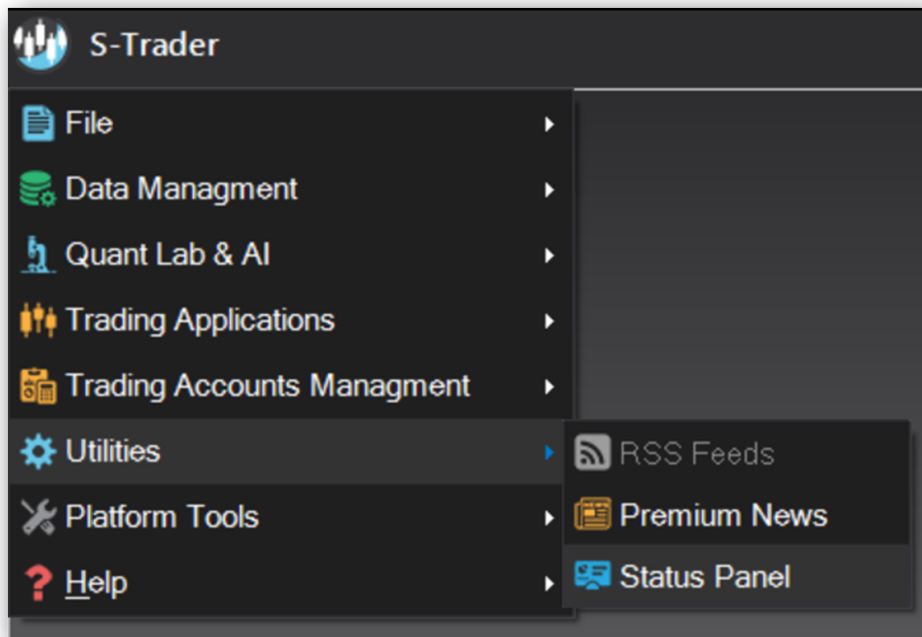 S-Trader
File
Data Managment
Quant Lab & AI
Trading Applications
Trading Accounts Managment
Utilities
Platform Tools
Help
RSS Feeds
Premium News
Status Panel